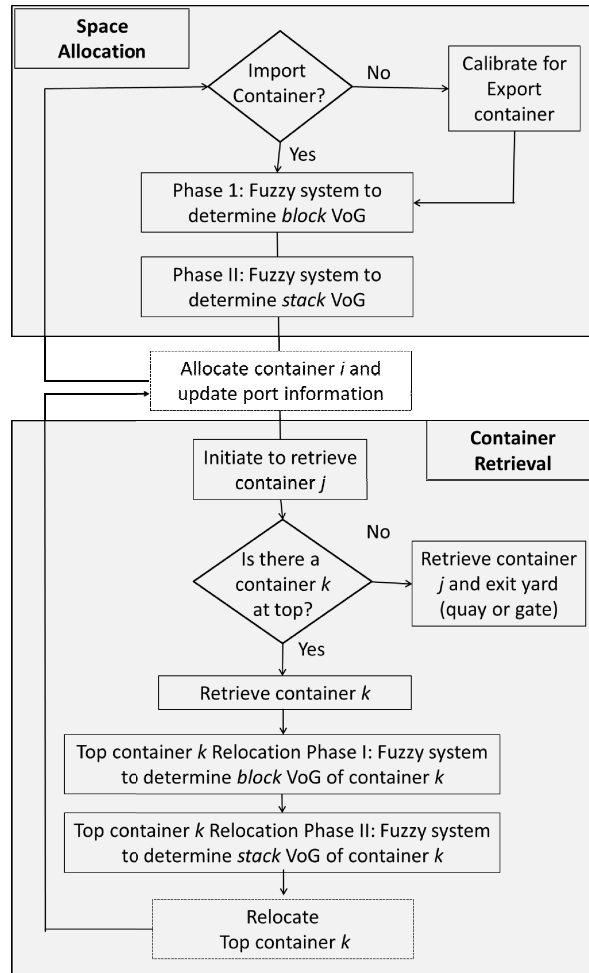 Space
Allocation
Import
Container?
No
Calibrate for
Export
container
Yes
Phase 1: Fuzzy system to
determine block VoG
Phase II: Fuzzy system to
determine stack VoG
Allocate container i and
update port information
Container
Retrieval
Initiate to retrieve
container j
Is there a
container k
at top?
No
Retrieve container
j and exit yard
(quay or gate)
Yes
Retrieve container k
Top container k Relocation Phase I: Fuzzy system
to determine block VoG of container k
Top container k Relocation Phase II: Fuzzy system
to determine stack VoG of container k
Relocate
Top container k